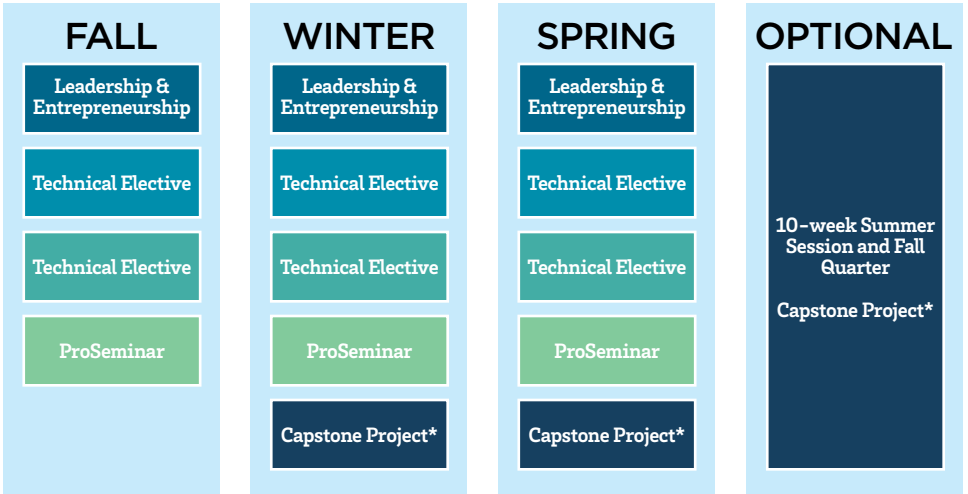 FALL
Leadership &
Entrepreneurship
Technical Elective
Technical Elective
ProSeminar
WINTER
Leadership &
Entrepreneurship
Technical Elective
Technical Elective
ProSeminar
Capstone Project*
SPRING
Leadership &
Entrepreneurship
Technical Elective
Technical Elective
ProSeminar
Capstone Project*
OPTIONAL
10-week Summer
Session and Fall
Quarter
Capstone Project*